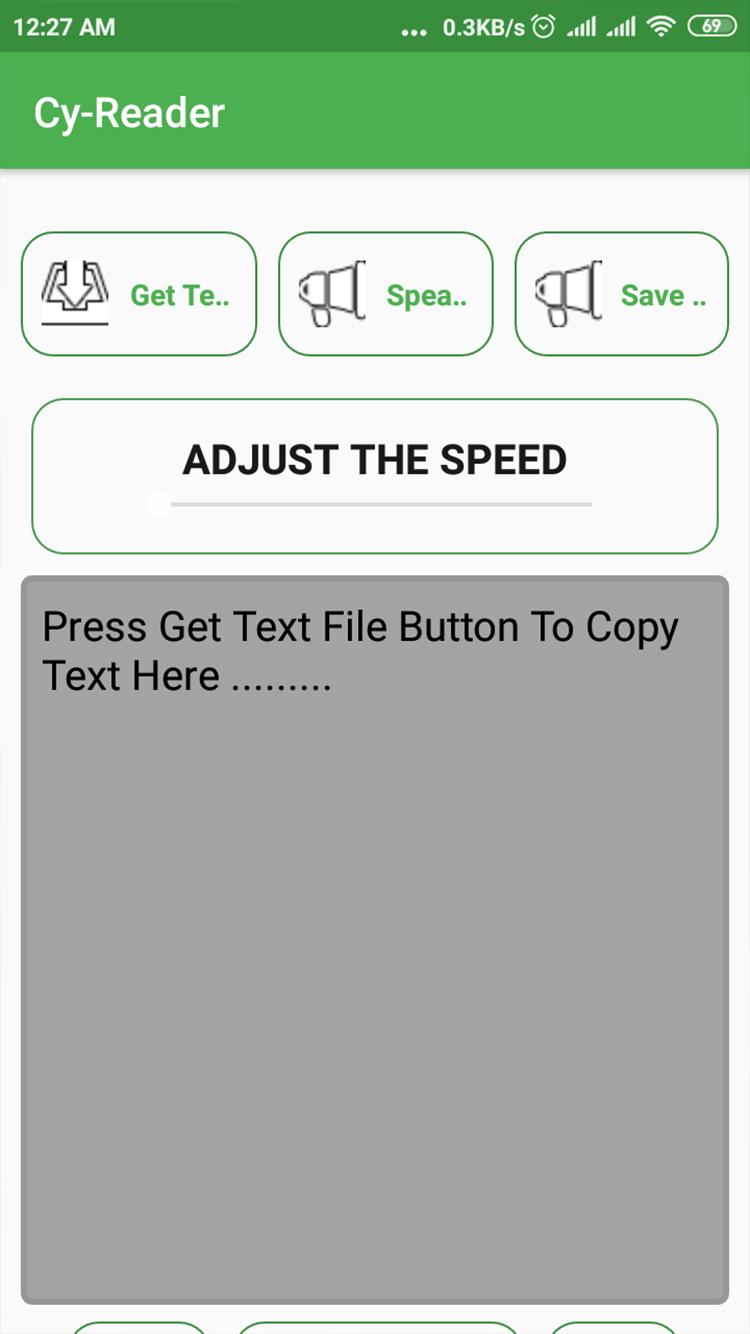 12:27 AM ... 0.3KB/s 69
Cy-Reader
Get Te.. Spea.. Save ..
ADJUST THE SPEED
Press Get Text File Button To Copy
Text Here .........